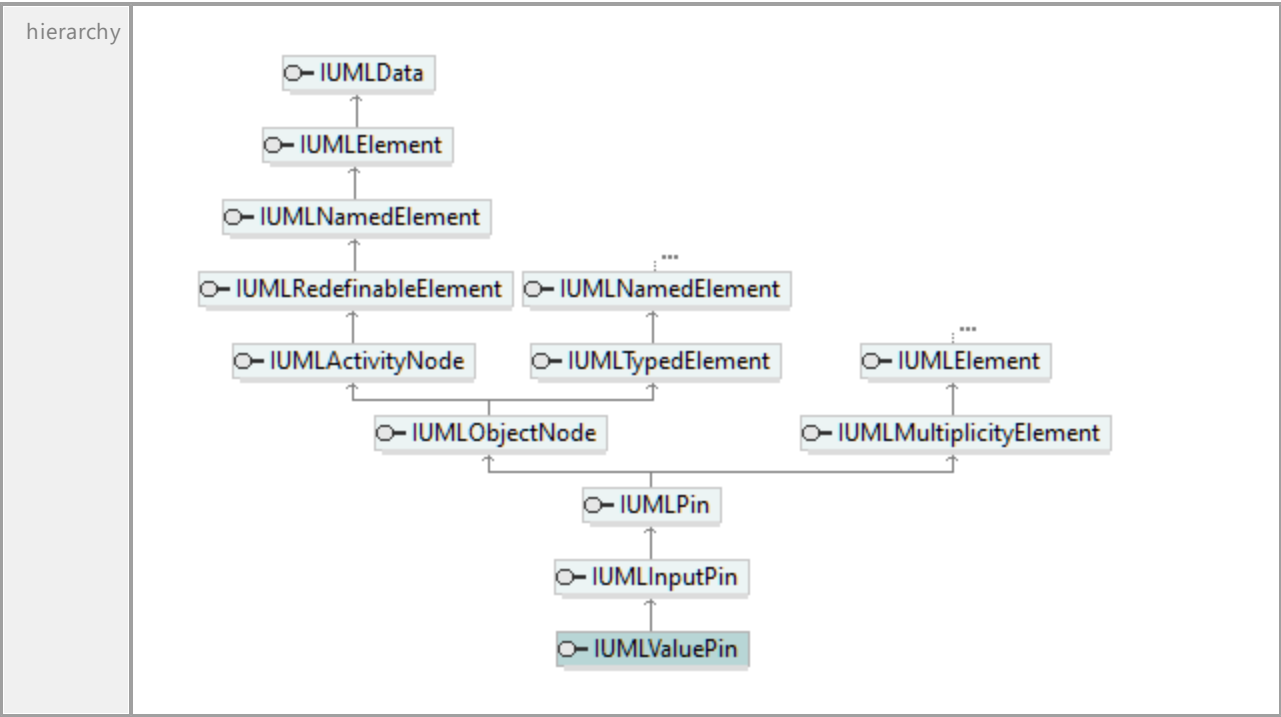 hierarchy
IUMLData
IUMLElement
IUMLNamedElement
...
IUMLRedefinableElement IUMLNamedElement
...
IUMLActivityNode IUMLTypedElement IUMLElement
IUMLObjectNode IUMLMultiplicityElement
IUMLPin
IUMLInputPin
IUMLValuePin